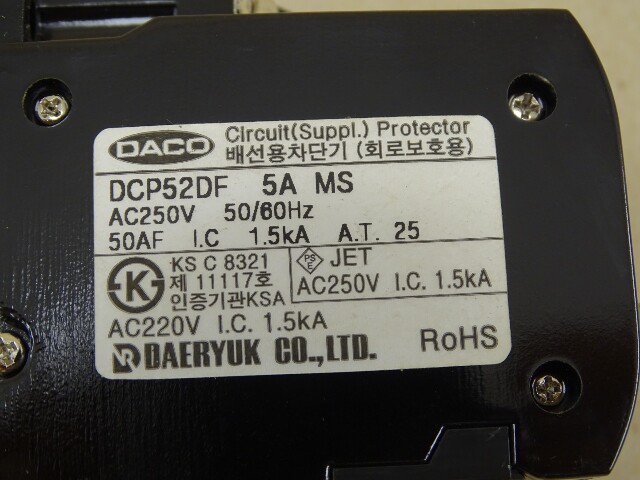 DACO
Circuit(Suppl.) Protector
배선용차단기 (회로보호용)
DCP52DF 5A MS
AC250V 50/60Hz
50AF I.C 1.5kA A.T. 25
KS C 8321
제 11117호
인증기관KSA
PS
E
JET
AC250V I.C. 1.5kA
AC220V I.C. 1.5kA
DAERYUK CO.,LTD.
RoHS